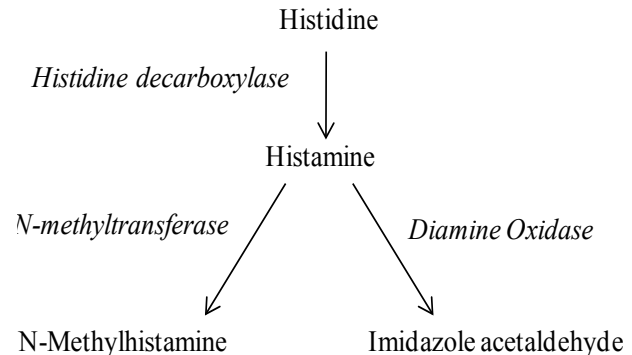 Histidine
Histidine decarboxylase
Histamine
N-methyltransferase
Diamine Oxidase
N-Methylhistamine
Imidazole acetaldehyde